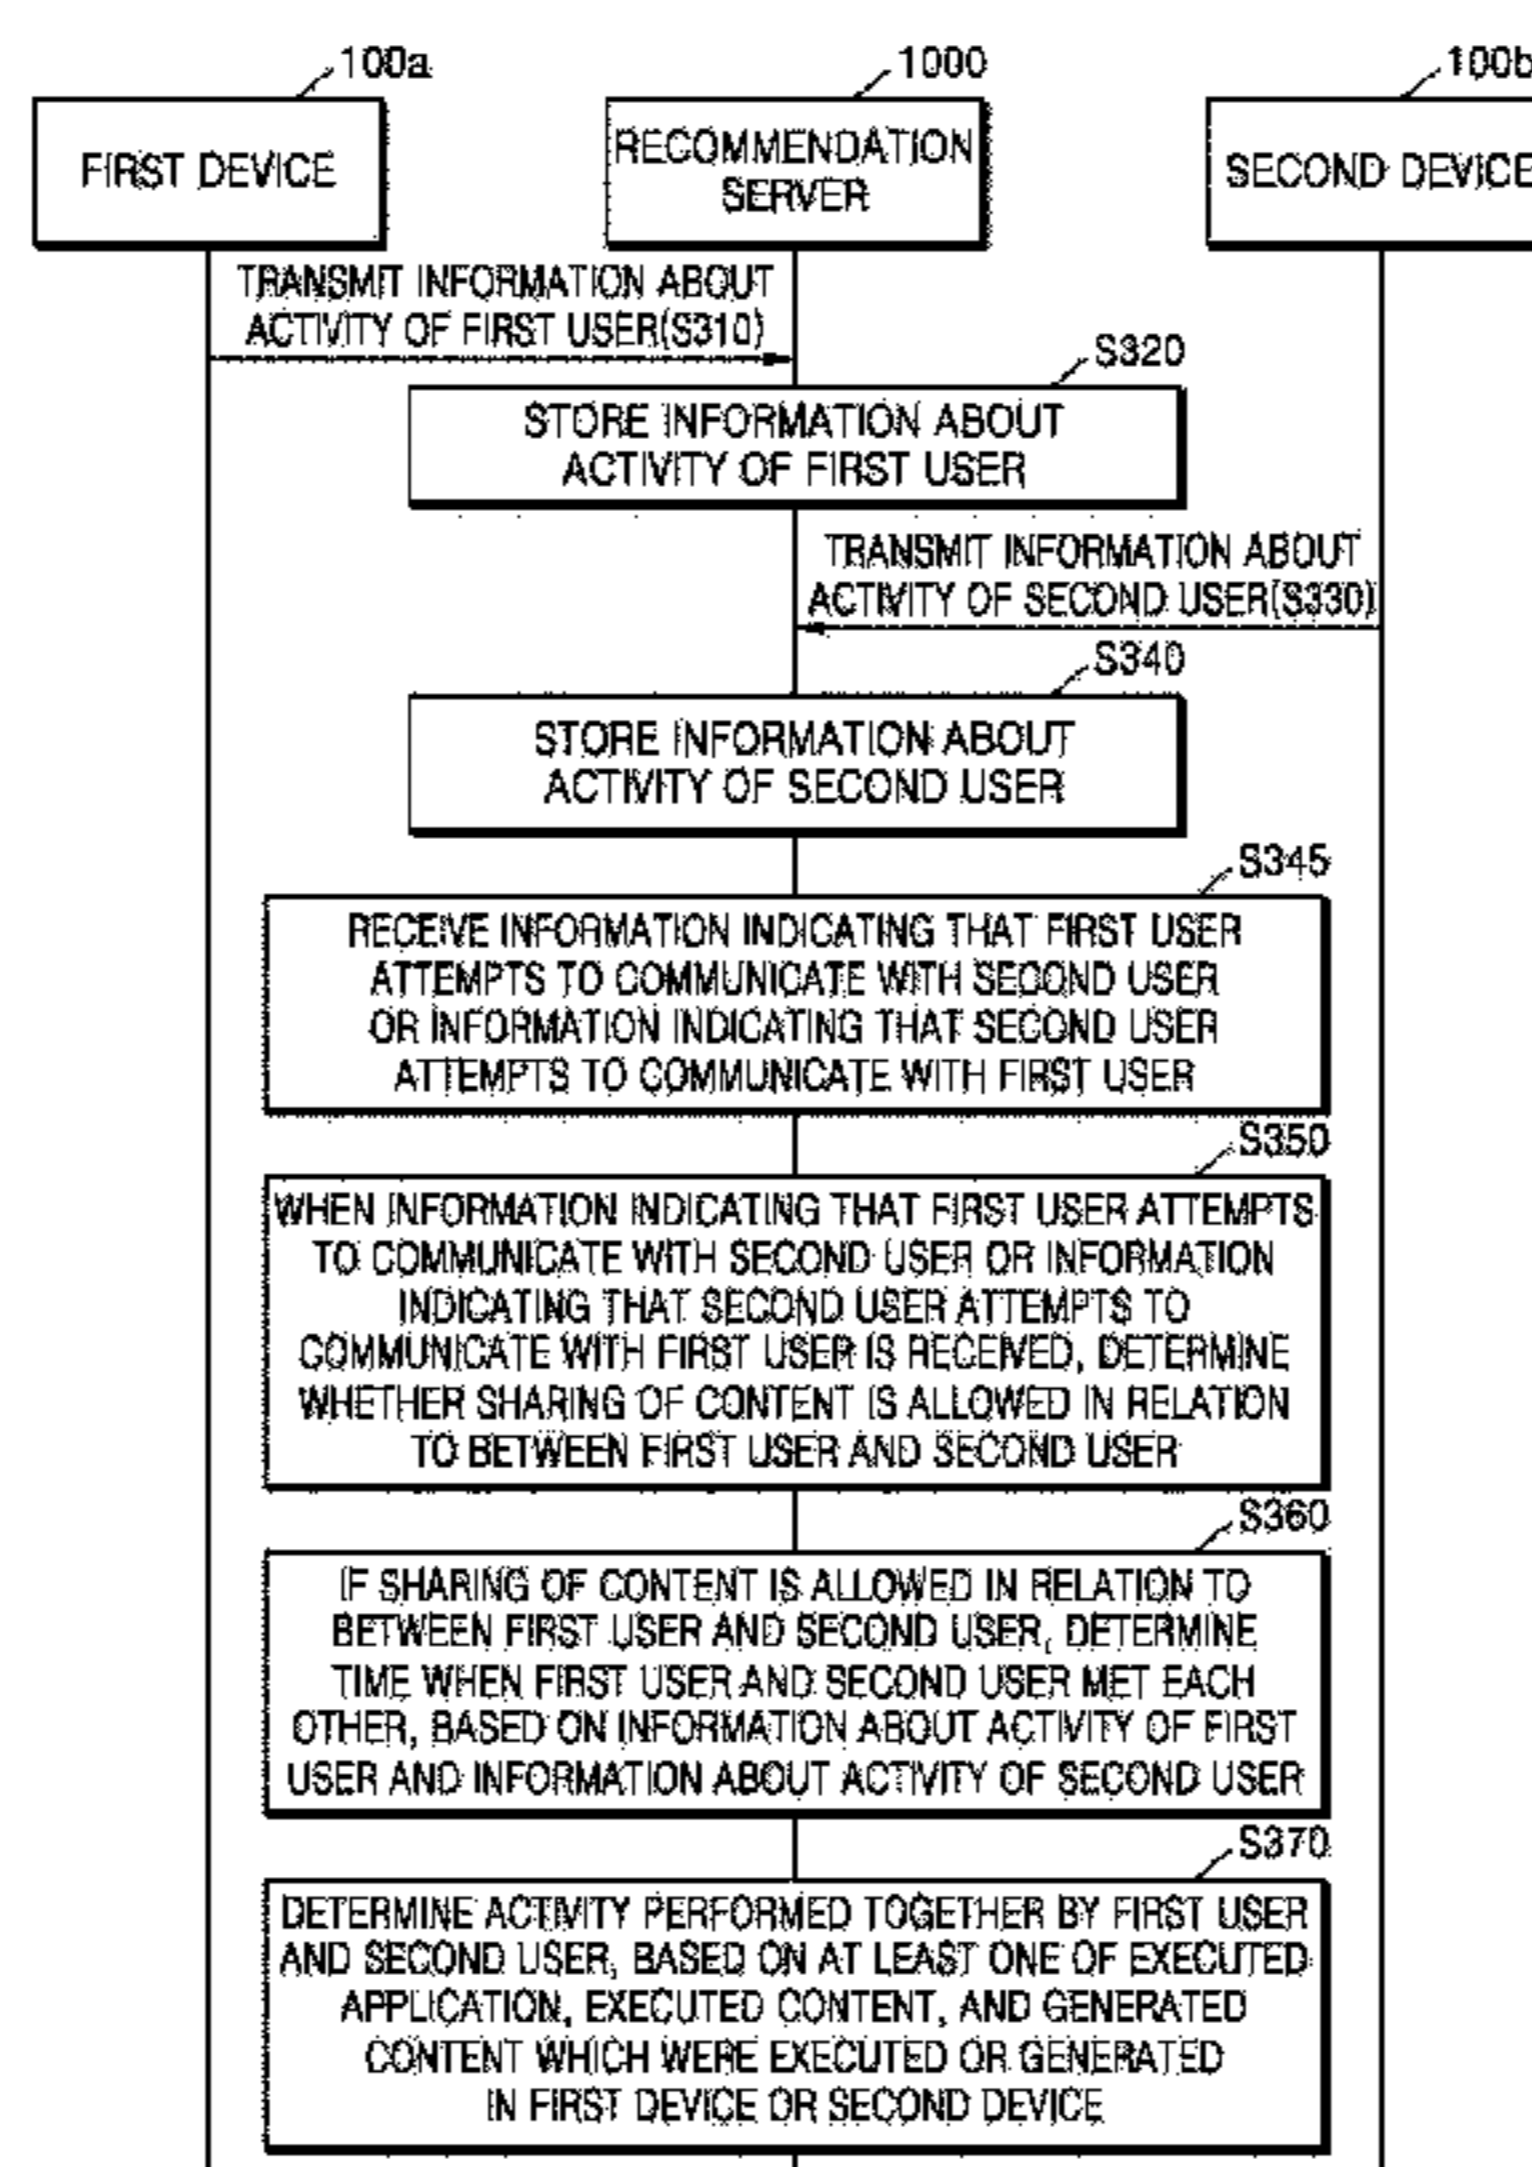 100a
1000
100b
FIRST DEVICE
RECOMMENDATION
SERVER
SECOND DEVICE
TRANSMIT INFORMATION ABOUT
ACTIVITY OF FIRST USER(S310)
S320
STORE INFORMATION ABOUT
ACTIVITY OF FIRST USER
TRANSMIT INFORMATION ABOUT
ACTIVITY OF SECOND USER(S330)
S340
STORE INFORMATION ABOUT
ACTIVITY OF SECOND USER
S345
RECEIVE INFORMATION INDICATING THAT FIRST USER
ATTEMPTS TO COMMUNICATE WITH SECOND USER
OR INFORMATION INDICATING THAT SECOND USER
ATTEMPTS TO COMMUNICATE WITH FIRST USER
S350
WHEN INFORMATION INDICATING THAT FIRST USER ATTEMPTS
TO COMMUNICATE WITH SECOND USER OR INFORMATION
INDICATING THAT SECOND USER ATTEMPTS TO
COMMUNICATE WITH FIRST USER IS RECEIVED, DETERMINE
WHETHER SHARING OF CONTENT IS ALLOWED IN RELATION
TO BETWEEN FIRST USER AND SECOND USER
S360
IF SHARING OF CONTENT IS ALLOWED IN RELATION TO
BETWEEN FIRST USER AND SECOND USER, DETERMINE
TIME WHEN FIRST USER AND SECOND USER MET EACH
OTHER, BASED ON INFORMATION ABOUT ACTIVITY OF FIRST
USER AND INFORMATION ABOUT ACTIVITY OF SECOND USER
S370
DETERMINE ACTIVITY PERFORMED TOGETHER BY FIRST USER
AND SECOND USER, BASED ON AT LEAST ONE OF EXECUTED
APPLICATION, EXECUTED CONTENT, AND GENERATED
CONTENT WHICH WERE EXECUTED OR GENERATED
IN FIRST DEVICE OR SECOND DEVICE